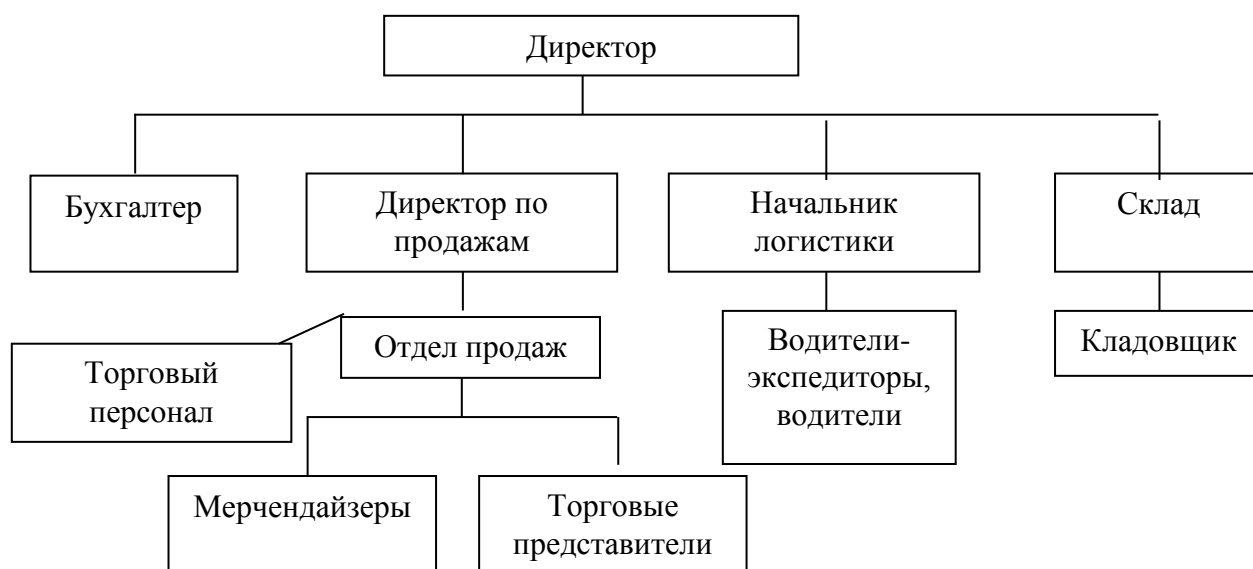 Директор
Бухгалтер
Директор по
продажам
Начальник
логистики
Склад
Торговый
персонал
Отдел продаж
Водители-
экспедиторы,
водители
Кладовщик
Мерчендайзеры
Торговые
представители